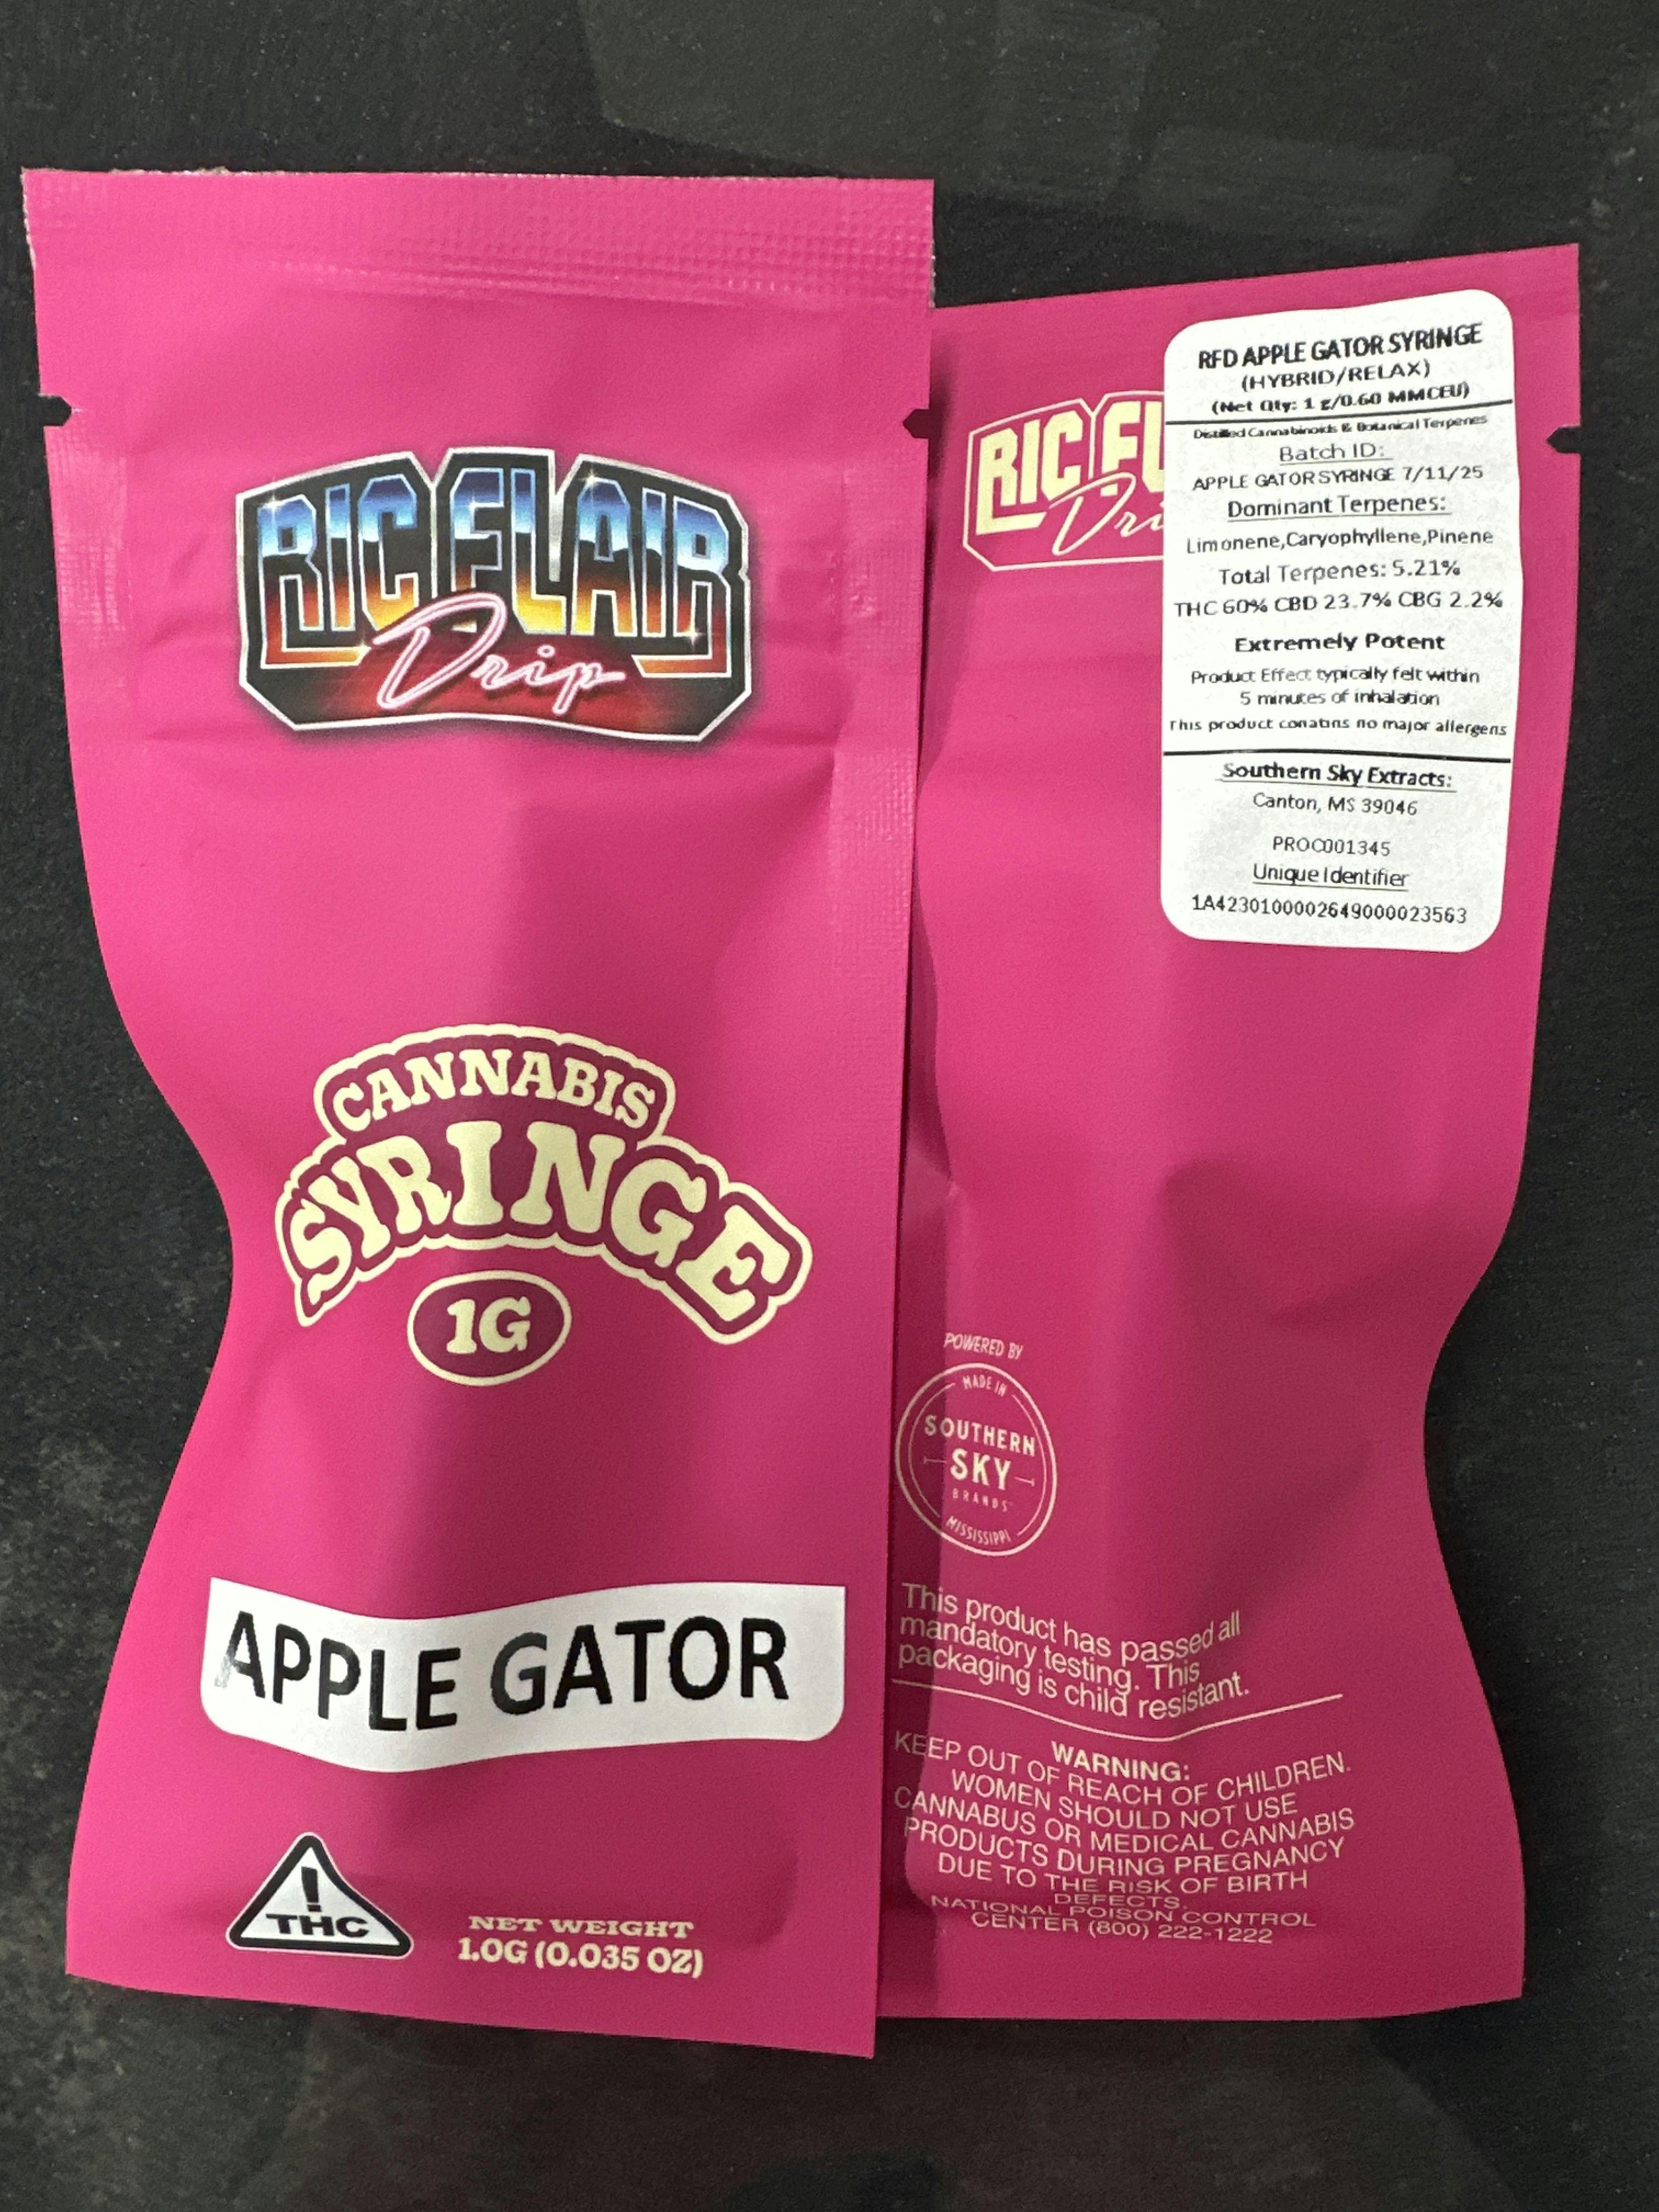 RIC FLAIR
Drip
CANNABIS
SYRINGE
1G
APPLE GATOR
!
THC
NET WEIGHT
1.0G (0.035 OZ)
RIC FL
Dri
RFD APPLE GATOR SYRINGE
(HYBRID/RELAX)
(Net Qty: 1 g/0.60 MMCEU)
Distilled Cannabinoids & Botanical Terpenes
Batch ID:
APPLE GATOR SYRINGE 7/11/25
Dominant Terpenes:
Limonene,Caryophyllene,Pinene
Total Terpenes: 5.21%
THC 60% CBD 23.7% CBG 2.2%
Extremely Potent
Product Effect typically felt within
5 minutes of inhalation
This product conatins no major allergens
Southern Sky Extracts:
Canton, MS 39046
PROC001345
Unique Identifier
1A4230100002649000023563
POWERED BY
MADE IN
SOUTHERN
SKY
BRANDS
MISSISSIPPI
This product has passed all
mandatory testing. This
packaging is child resistant.
WARNING:
KEEP OUT OF REACH OF CHILDREN.
WOMEN SHOULD NOT USE
CANNABUS OR MEDICAL CANNABIS
PRODUCTS DURING PREGNANCY
DUE TO THE RISK OF BIRTH
DEFECTS.
NATIONAL POISON CONTROL
CENTER (800) 222-1222